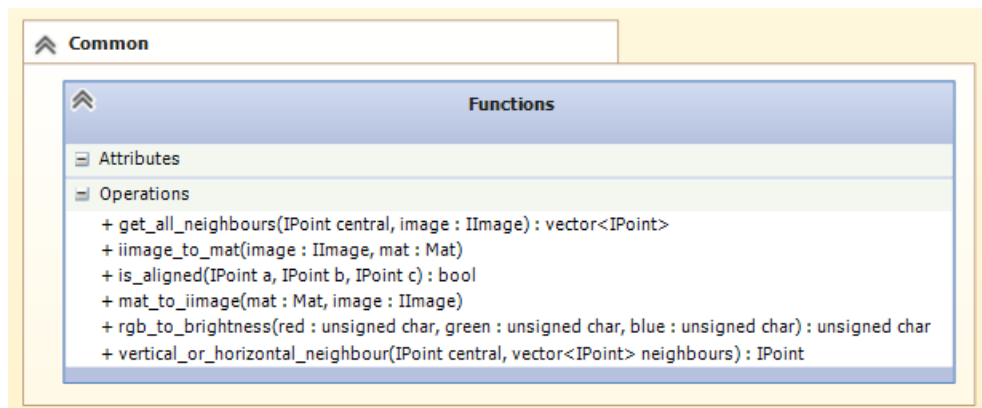 Common
Functions
Attributes
Operations
+ get_all_neighbours(IPoint central, image : IImage) : vector<IPoint>
+ iimage_to_mat(image : IImage, mat : Mat)
+ is_aligned(IPoint a, IPoint b, IPoint c) : bool
+ mat_to_iimage(mat : Mat, image : IImage)
+ rgb_to_brightness(red : unsigned char, green : unsigned char, blue : unsigned char) : unsigned char
+ vertical_or_horizontal_neighbour(IPoint central, vector<IPoint> neighbours) : IPoint